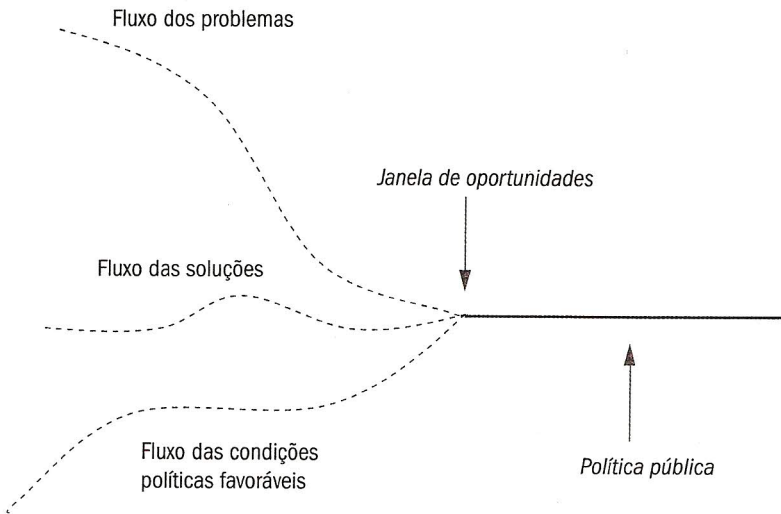 Fluxo dos problemas
Janela de oportunidades
Fluxo das soluções
Fluxo das condições
políticas favoráveis
Política pública